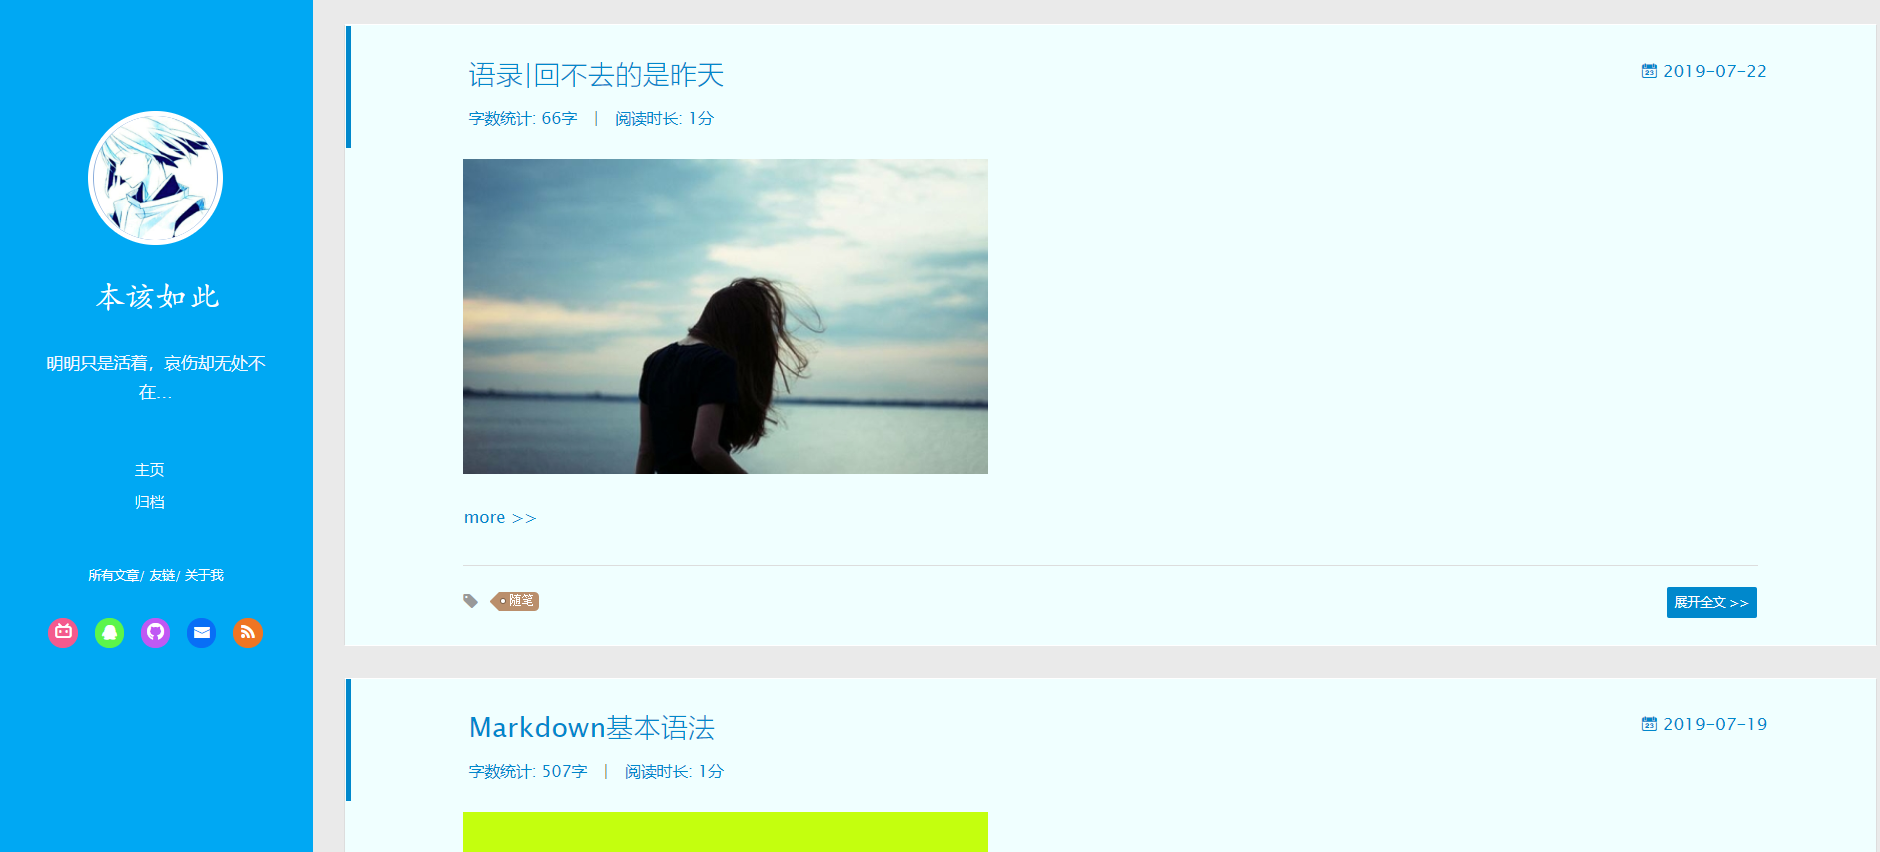 本该如此
明明只是活着，哀伤却无处不
在...
主页
归档
所有文章/ 友链/ 关于我
语录|回不去的是昨天
2019-07-22
字数统计: 66字 | 阅读时长: 1分
more >>
随笔
展开全文 >>
Markdown基本语法
2019-07-19
字数统计: 507字 | 阅读时长: 1分